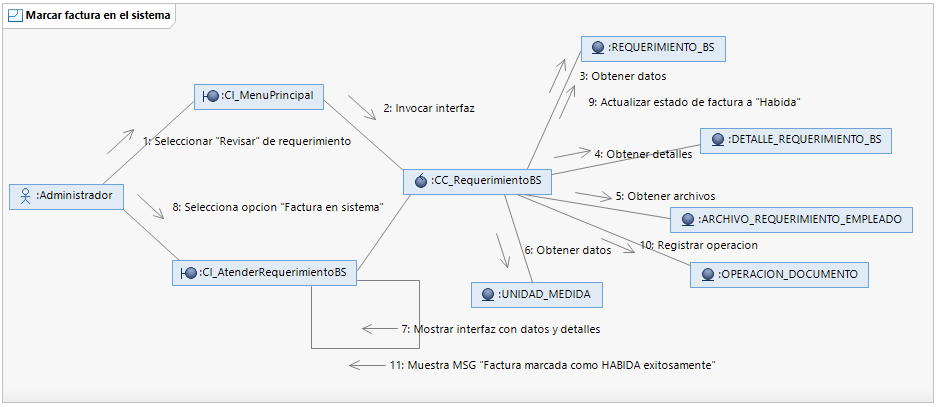 Marcar factura en el sistema
:REQUERIMIENTO_BS
3: Obtener datos
:CI_MenuPrincipal
2: Invocar interfaz
9: Actualizar estado de factura a "Habida"
1: Seleccionar "Revisar" de requerimiento
:DETALLE_REQUERIMIENTO_BS
4: Obtener detalles
:CC_RequerimientoBS
:Administrador
5: Obtener archivos
8: Selecciona opcion "Factura en sistema"
:ARCHIVO_REQUERIMIENTO_EMPLEADO
6: Obtener datos
10: Registrar operacion
:CI_AtenderRequerimientoBS
:OPERACION_DOCUMENTO
:UNIDAD_MEDIDA
7: Mostrar interfaz con datos y detalles
11: Muestra MSG "Factura marcada como HABIDA exitosamente"